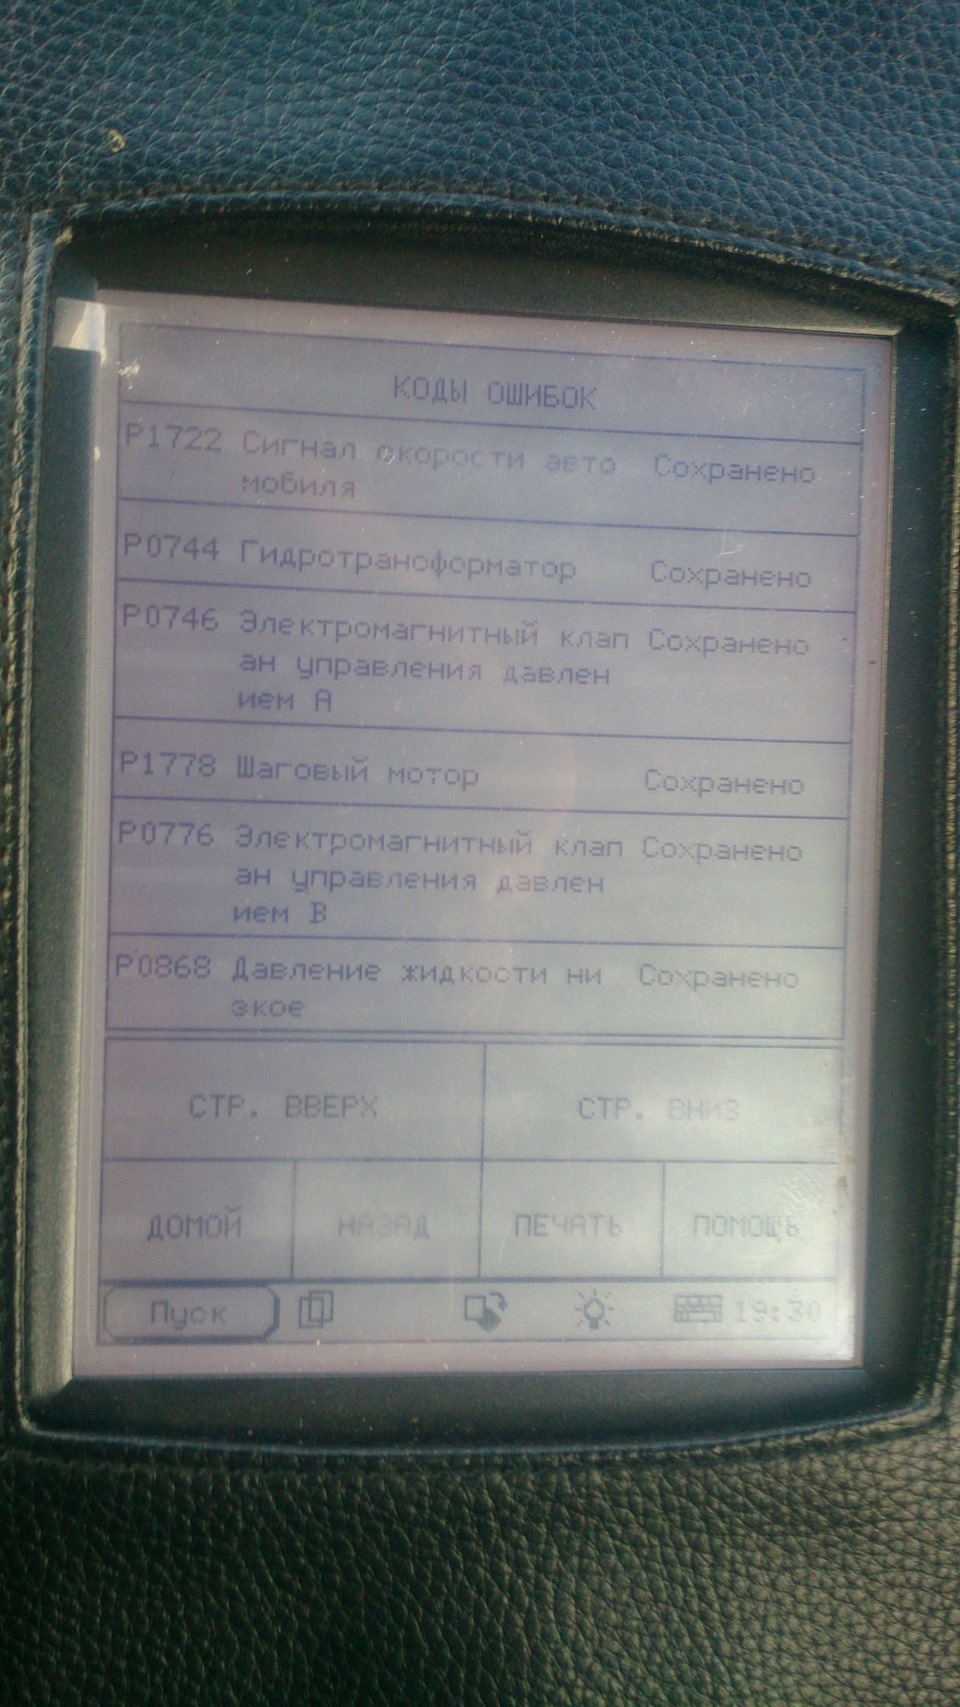 КОДЫ ОШИБОК
P1722 Сигнал скорости авто Сохранено
мобиля
P0744 Гидротрансформатор Сохранено
P0746 Электромагнитный клап Сохранено
ан управления давлен
ием A
P1778 Шаговый мотор Сохранено
P0776 Электромагнитный клап Сохранено
ан управления давлен
ием B
P0868 Давление жидкости ни Сохранено
зкое
СТР. ВВЕРХ СТР. ВНИЗ
ДОМОЙ НАЗАД ПЕЧАТЬ ПОМОЩЬ
Пуск 19:30